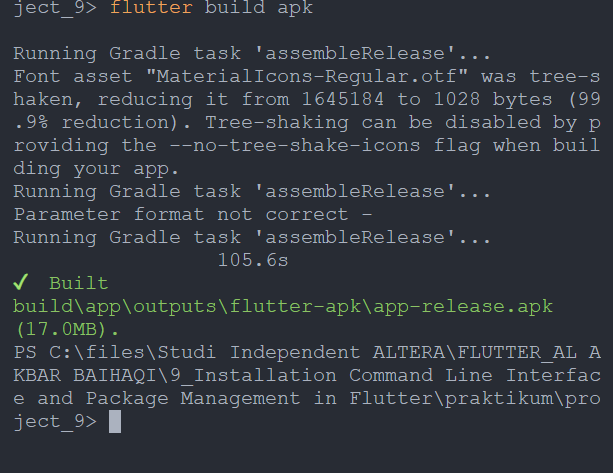 ject_9> flutter build apk
Running Gradle task 'assembleRelease'...
Font asset "MaterialIcons-Regular.otf" was tree-s
haken, reducing it from 1645184 to 1028 bytes (99
.9% reduction). Tree-shaking can be disabled by p
roviding the --no-tree-shake-icons flag when buil
ding your app.
Running Gradle task 'assembleRelease'...
Parameter format not correct -
Running Gradle task 'assembleRelease'...
105.6s
✓ Built
build\app\outputs\flutter-apk\app-release.apk
(17.0MB).
PS C:\files\Studi Independent ALTERA\FLUTTER_AL A
KBAR BAIHAQI\9_Installation Command Line Interfac
e and Package Management in Flutter\praktikum\pro
ject_9>